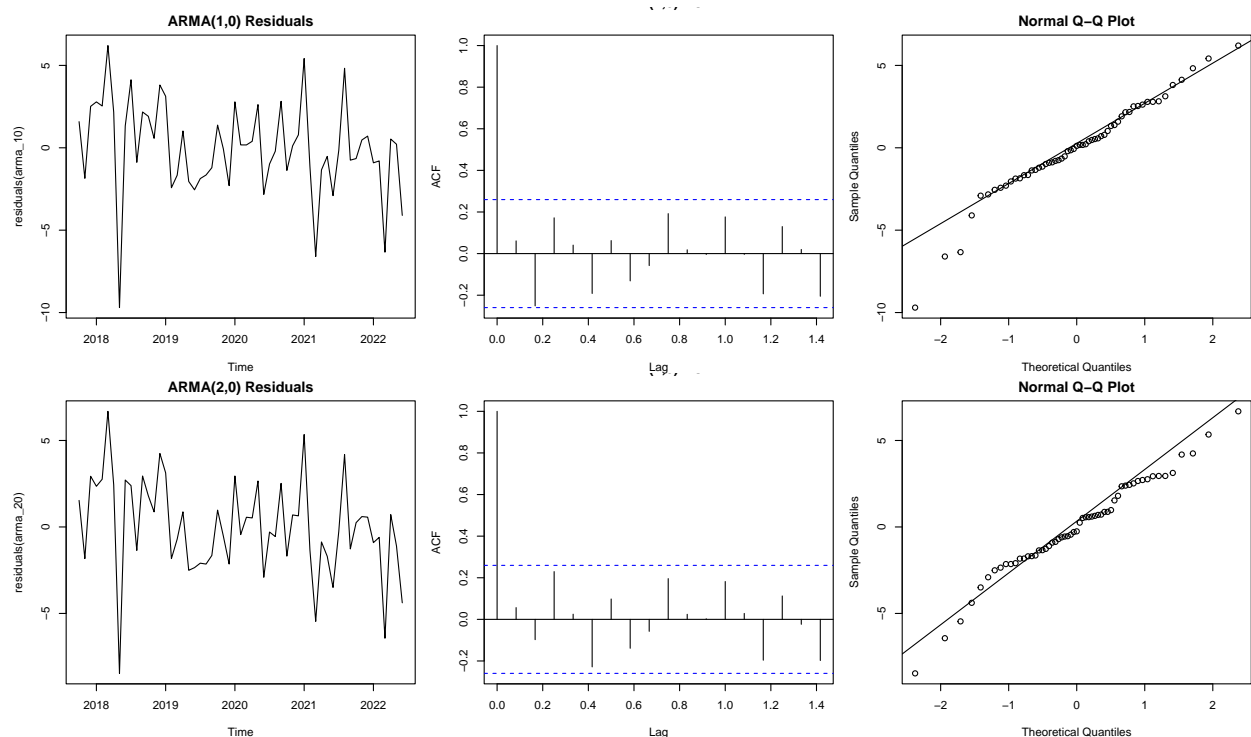 ARMA(1,0) Residuals
residuals(arma_10)
5
0
−5
−10
2018 2019 2020 2021 2022
Time
ACF
1.0
0.8
0.6
0.4
0.2
0.0
−0.2
0.0 0.2 0.4 0.6 0.8 1.0 1.2 1.4
Lag
Normal Q−Q Plot
Sample Quantiles
5
0
−5
−10
−2 −1 0 1 2
Theoretical Quantiles
ARMA(2,0) Residuals
residuals(arma_20)
5
0
−5
2018 2019 2020 2021 2022
Time
ACF
1.0
0.8
0.6
0.4
0.2
0.0
−0.2
0.0 0.2 0.4 0.6 0.8 1.0 1.2 1.4
Lag
Normal Q−Q Plot
Sample Quantiles
5
0
−5
−2 −1 0 1 2
Theoretical Quantiles